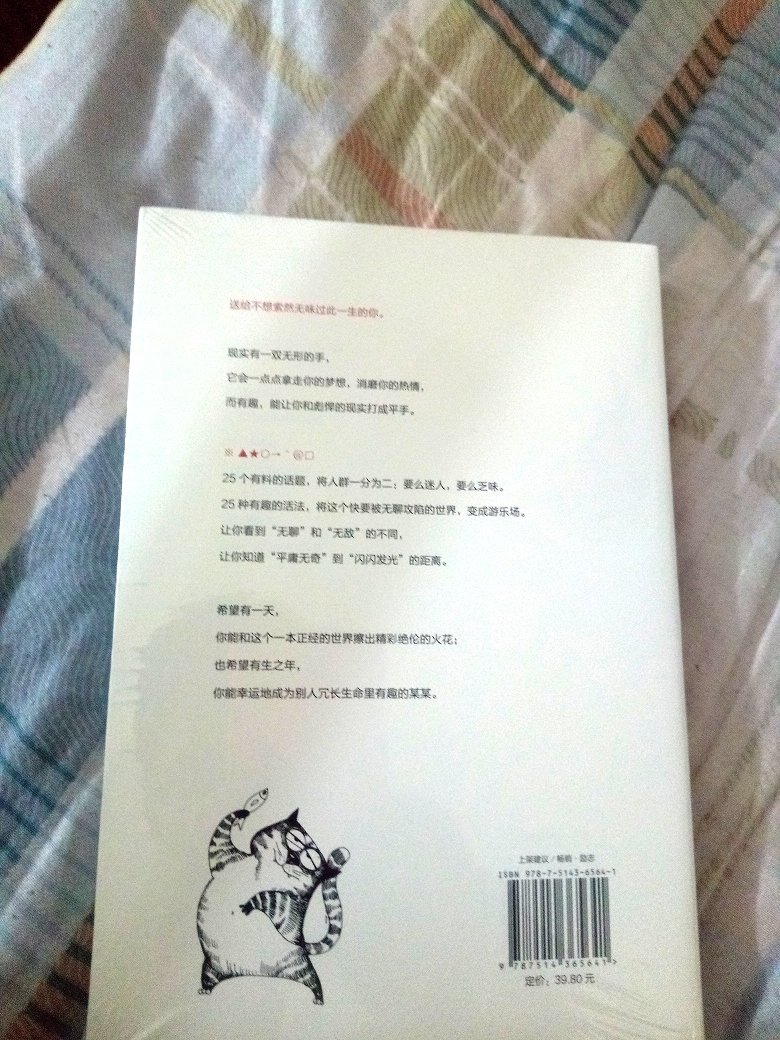 送给不想索然无味过此一生的你。
现实有一双无形的手，
它会一点点拿走你的梦想，消磨你的热情，
而有趣，能让你和彪悍的现实打成平手。
※▲★○→＾@□
25 个有料的话题，将人群一分为二：要么迷人，要么乏味。
25 种有趣的活法，将这个快要被无聊攻陷的世界，变成游乐场。
让你看到“无聊”和“无敌”的不同，
让你知道“平庸无奇”到“闪闪发光”的距离。
希望有一天，
你能和这个一本正经的世界擦出精彩绝伦的火花；
也希望有生之年，
你能幸运地成为别人冗长生命里有趣的某某。
上架建议 / 畅销·励志
ISBN 978-7-5143-6564-1
9 787514 365641 >
定价：39.80 元